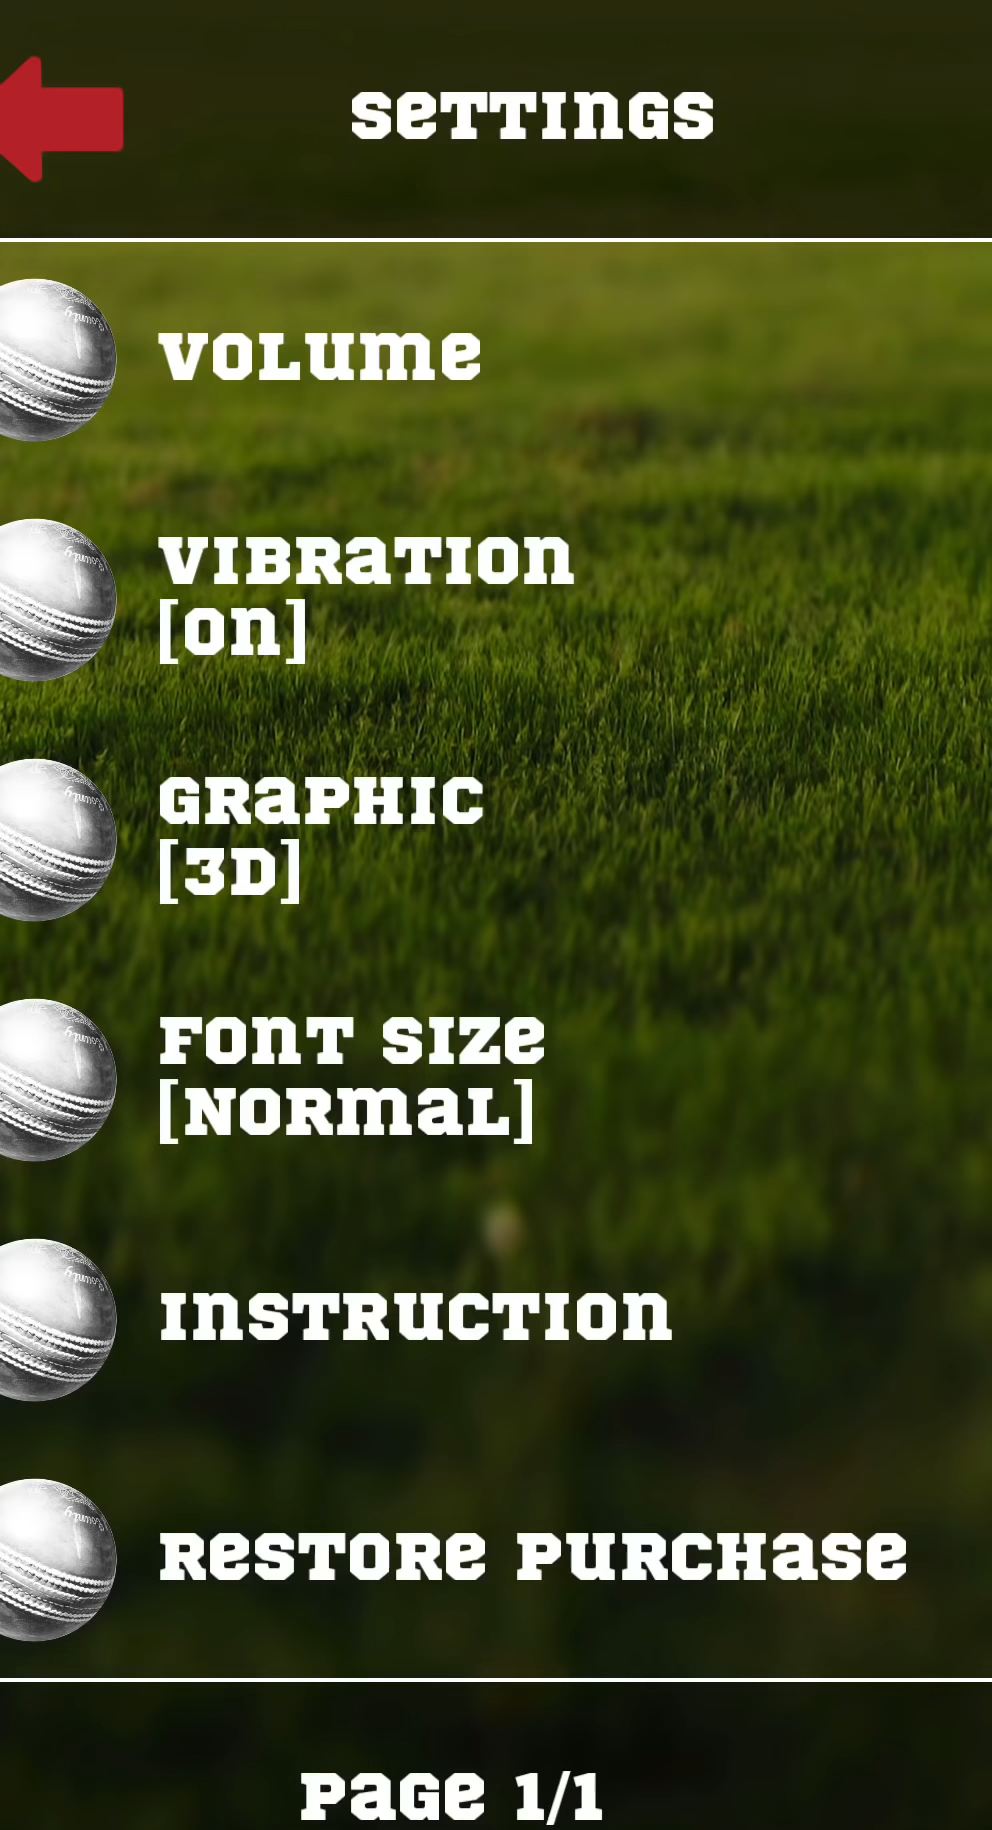 SETTINGS
VOLUME
VIBRATION
[ON]
GRAPHIC
[3D]
FONT SIZE
[NORMAL]
INSTRUCTION
RESTORE PURCHASE
PAGE 1/1